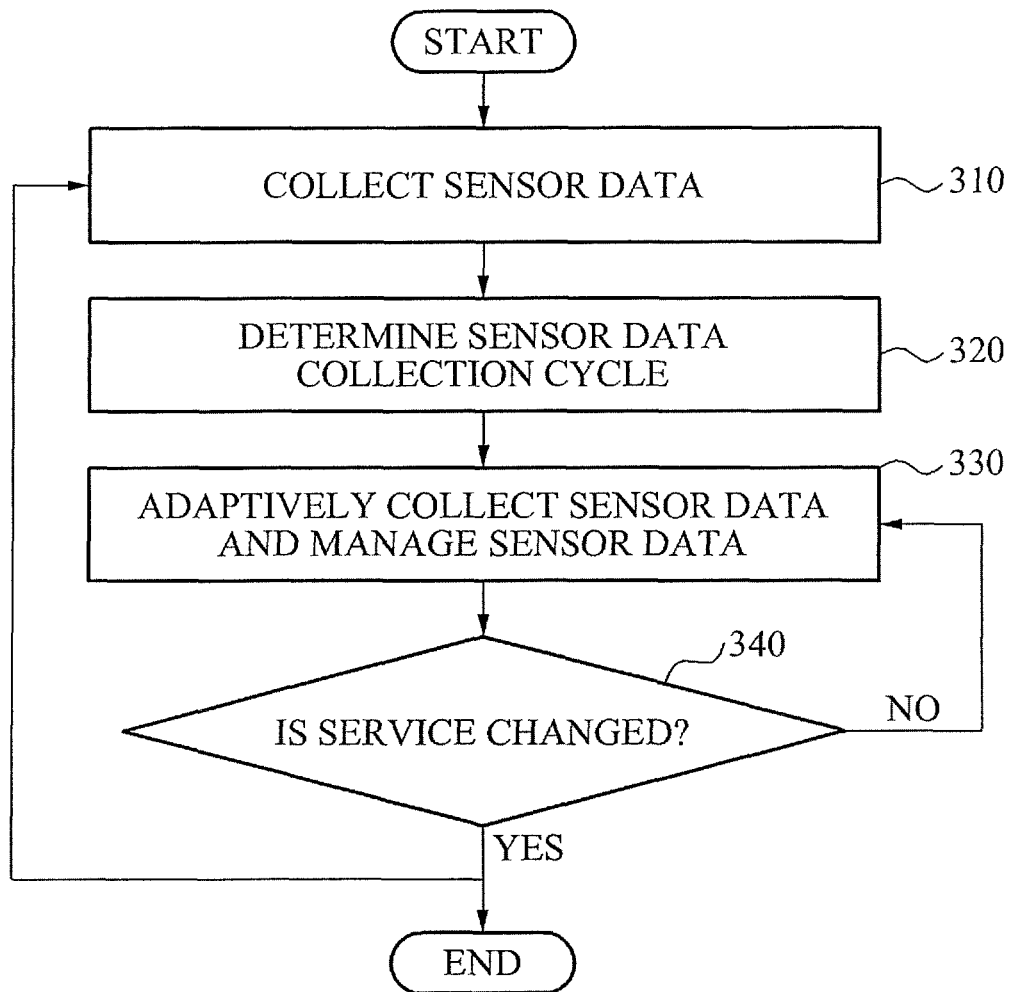 START
COLLECT SENSOR DATA
310
DETERMINE SENSOR DATA
COLLECTION CYCLE
320
330
ADAPTIVELY COLLECT SENSOR DATA
AND MANAGE SENSOR DATA
340
IS SERVICE CHANGED?
NO
YES
END